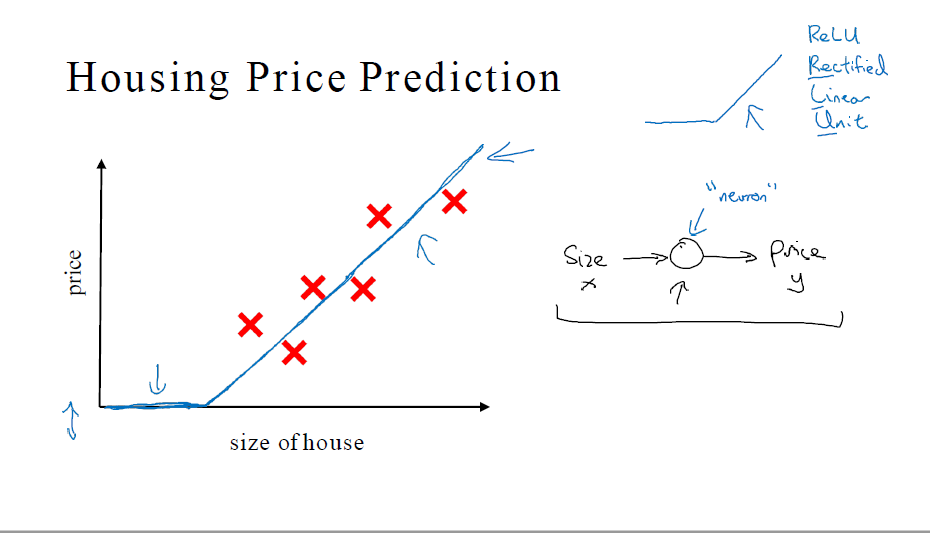 Housing Price Prediction
ReLU
Rectified
Linear
Unit
price
size of house
"neuron"
Size
x
Price
y